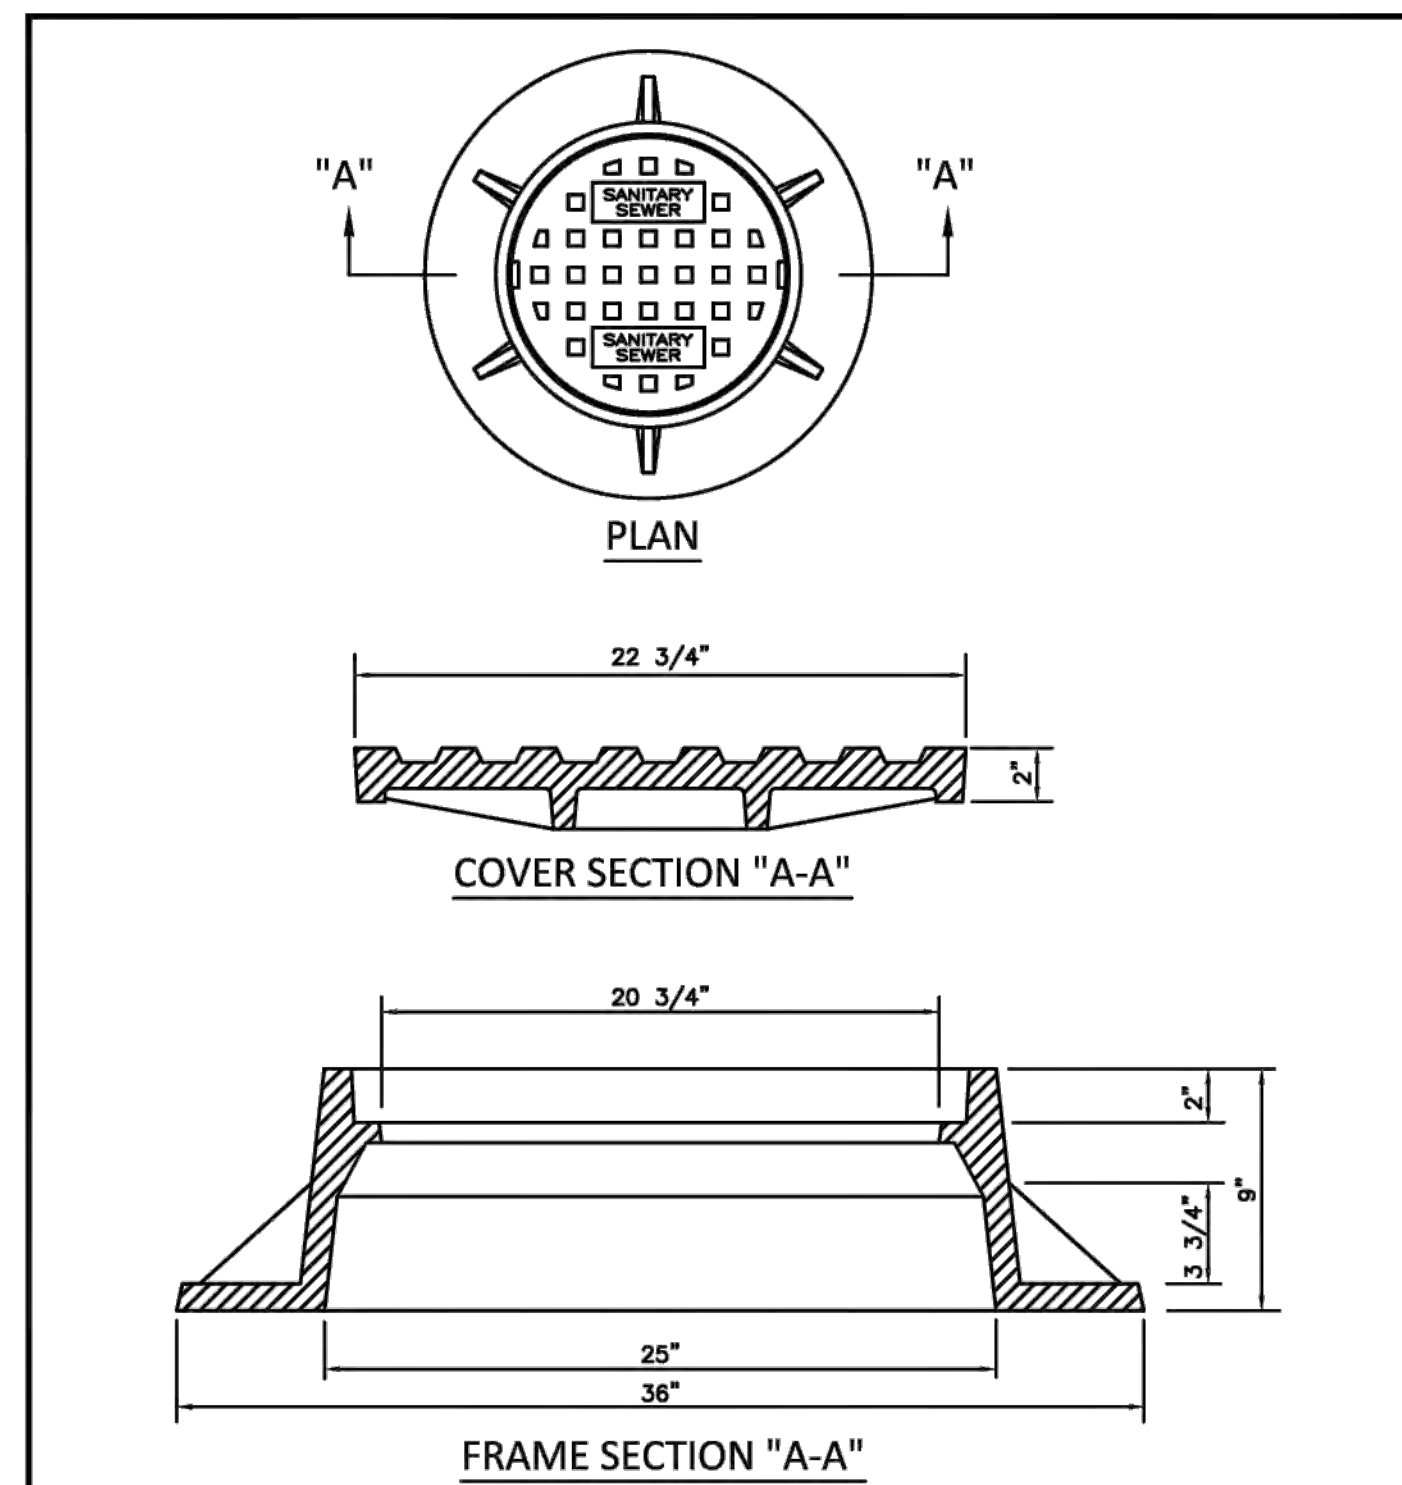 "A"
"A"
SANITARY
SEWER
SANITARY
SEWER
PLAN
22 3/4"
2"
COVER SECTION "A-A"
20 3/4"
2"
3 3/4"
9"
25"
36"
FRAME SECTION "A-A"